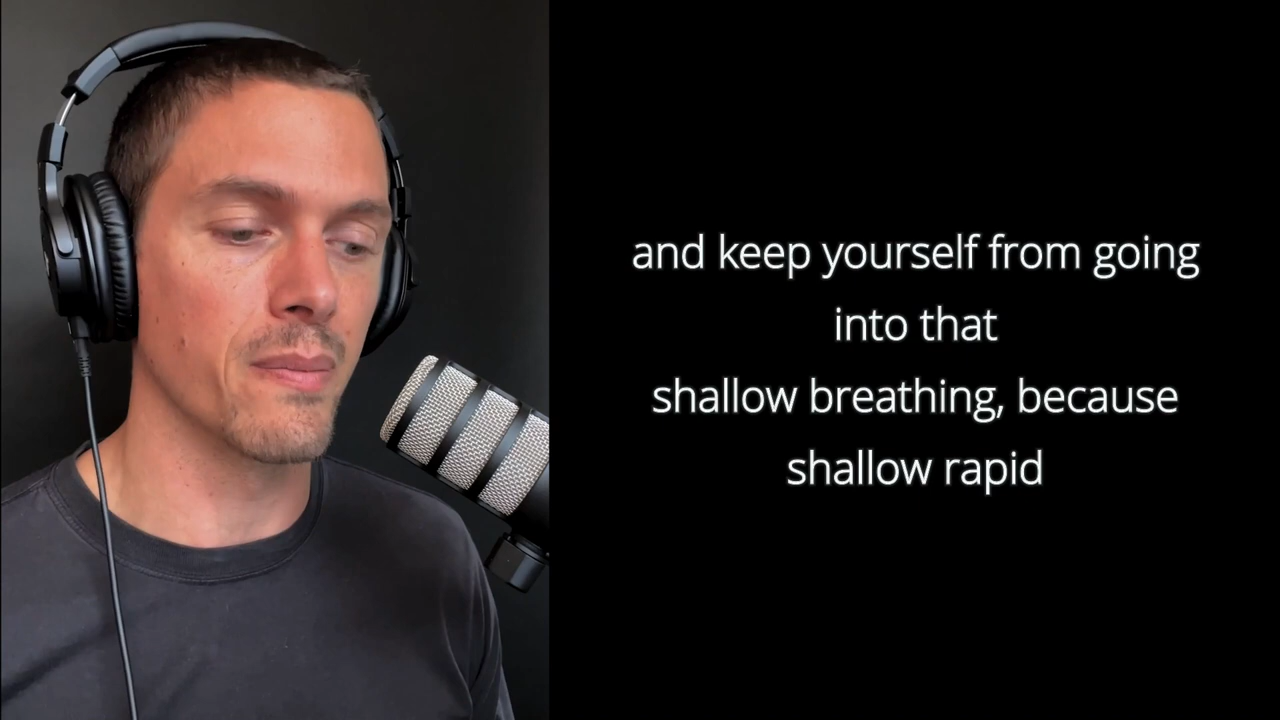 and keep yourself from going
into that
shallow breathing, because
shallow rapid